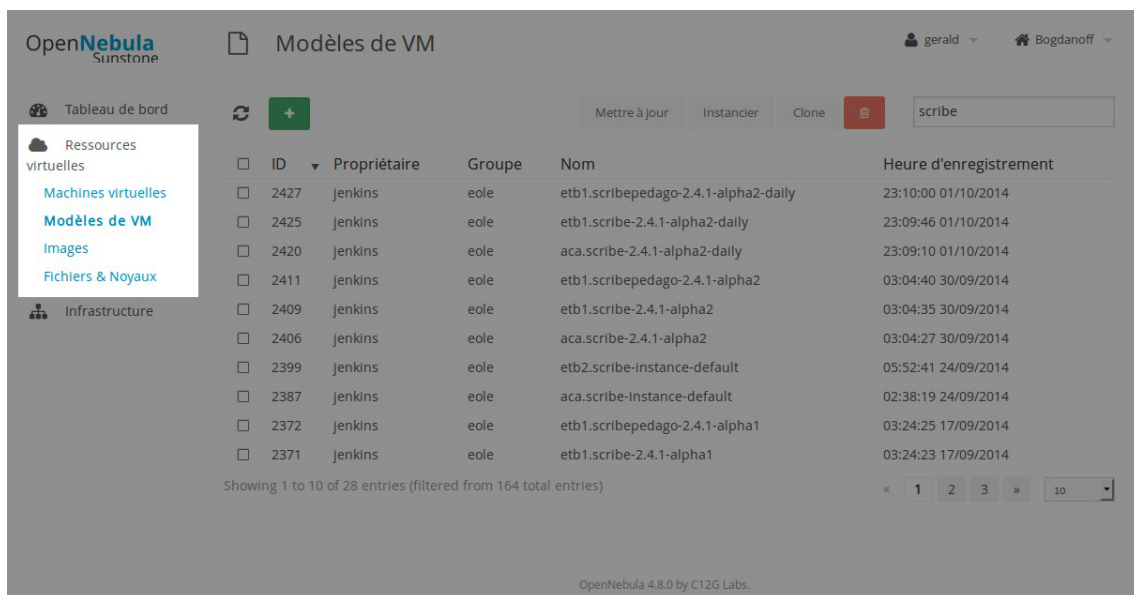 OpenNebula Sunstone
Modèles de VM
gerald
Bogdanoff
Tableau de bord
Ressources
virtuelles
Machines virtuelles
Modèles de VM
Images
Fichiers & Noyaux
Infrastructure
Mettre à jour Instancier Clone scribe
ID Propriétaire Groupe Nom Heure d'enregistrement
2427 jenkins eole etb1.scribepedago-2.4.1-alpha2-daily 23:10:00 01/10/2014
2425 jenkins eole etb1.scribe-2.4.1-alpha2-daily 23:09:46 01/10/2014
2420 jenkins eole aca.scribe-2.4.1-alpha2-daily 23:09:10 01/10/2014
2411 jenkins eole etb1.scribepedago-2.4.1-alpha2 03:04:40 30/09/2014
2409 jenkins eole etb1.scribe-2.4.1-alpha2 03:04:35 30/09/2014
2406 jenkins eole aca.scribe-2.4.1-alpha2 03:04:27 30/09/2014
2399 jenkins eole etb2.scribe-instance-default 05:52:41 24/09/2014
2387 jenkins eole aca.scribe-instance-default 02:38:19 24/09/2014
2372 jenkins eole etb1.scribepedago-2.4.1-alpha1 03:24:25 17/09/2014
2371 jenkins eole etb1.scribe-2.4.1-alpha1 03:24:23 17/09/2014
Showing 1 to 10 of 28 entries (filtered from 164 total entries) « 1 2 3 » 10
OpenNebula 4.8.0 by C12G Labs.